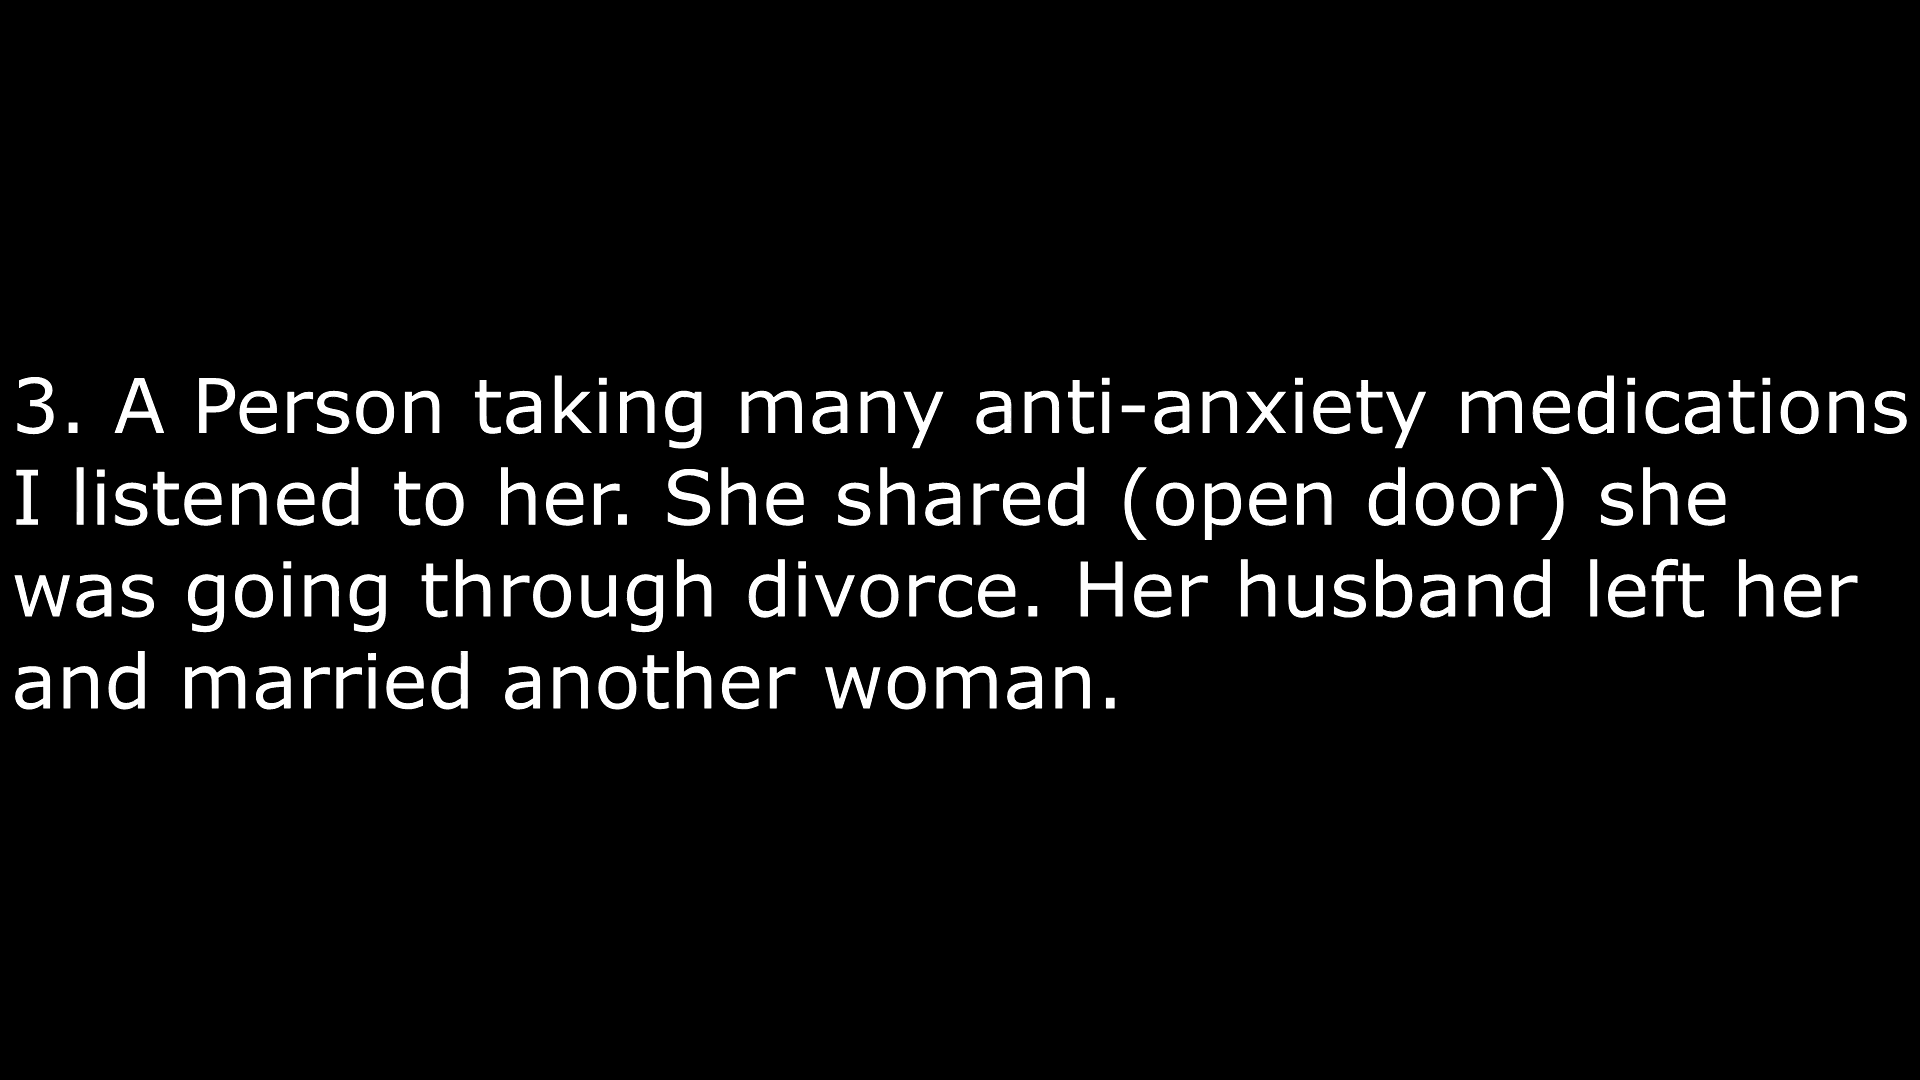 3. A Person taking many anti-anxiety medications
I listened to her. She shared (open door) she
was going through divorce. Her husband left her
and married another woman.